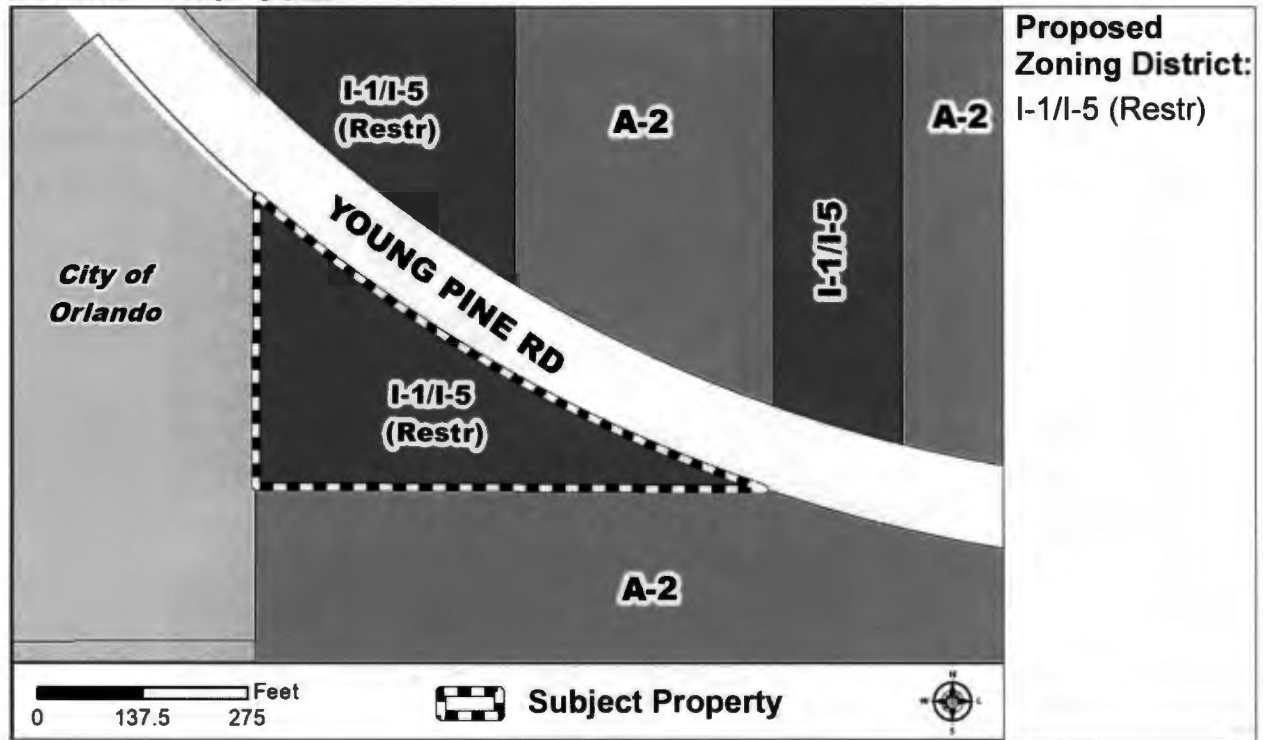 Proposed
Zoning District:
I-1/I-5 (Restr)
I-1/I-5
(Restr)
A-2
A-2
I-1/I-5
City of
Orlando
YOUNG PINE RD
I-1/I-5
(Restr)
A-2
Feet
0 137.5 275
Subject Property
N
W
S